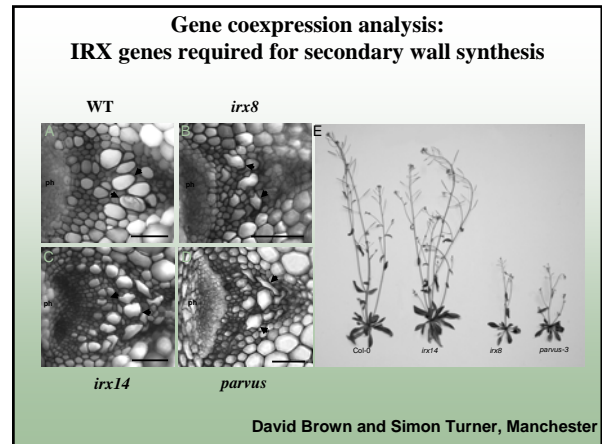 Gene coexpression analysis:
IRX genes required for secondary wall synthesis
WT
irx8
A
B
E
ph
ph
C
D
ph
ph
Col-0
irx14
irx8
parvus-3
irx14
parvus
David Brown and Simon Turner, Manchester